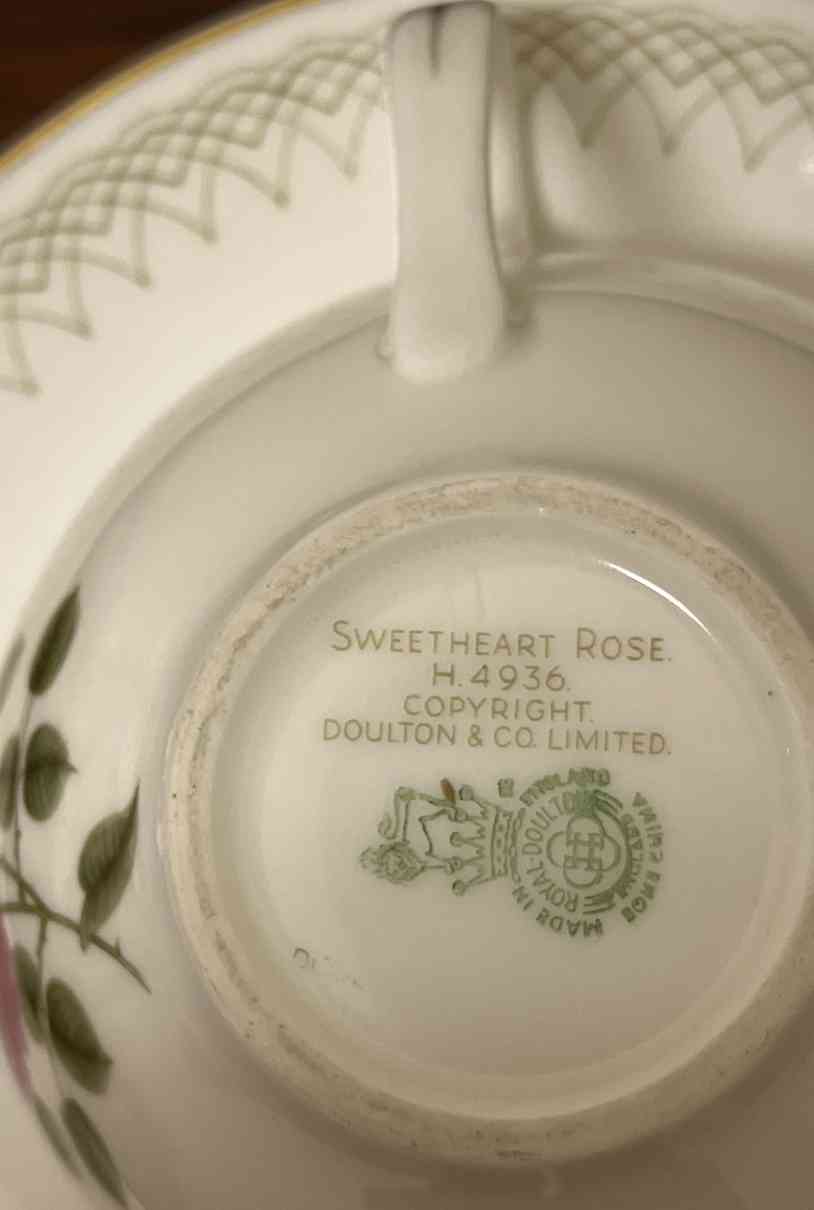 SWEETHEART ROSE.
H.4936.
COPYRIGHT.
DOULTON & CO. LIMITED.
MADE IN ENGLAND
ROYAL-DOULTON
BONE CHINA